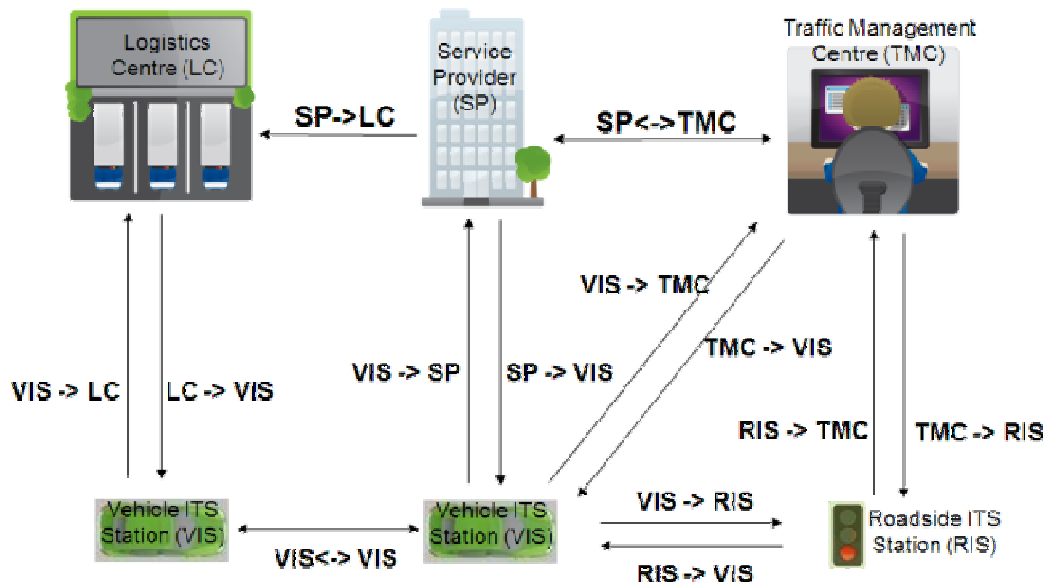 Logistics
Centre (LC)
Service
Provider
(SP)
Traffic Management
Centre (TMC)
SP->LC
SP<->TMC
VIS -> TMC
TMC -> VIS
VIS -> LC
LC -> VIS
VIS -> SP
SP -> VIS
RIS -> TMC
TMC -> RIS
Vehicle ITS
Station (VIS)
VIS<-> VIS
Vehicle ITS
Station (VIS)
VIS -> RIS
RIS -> VIS
Roadside ITS
Station (RIS)